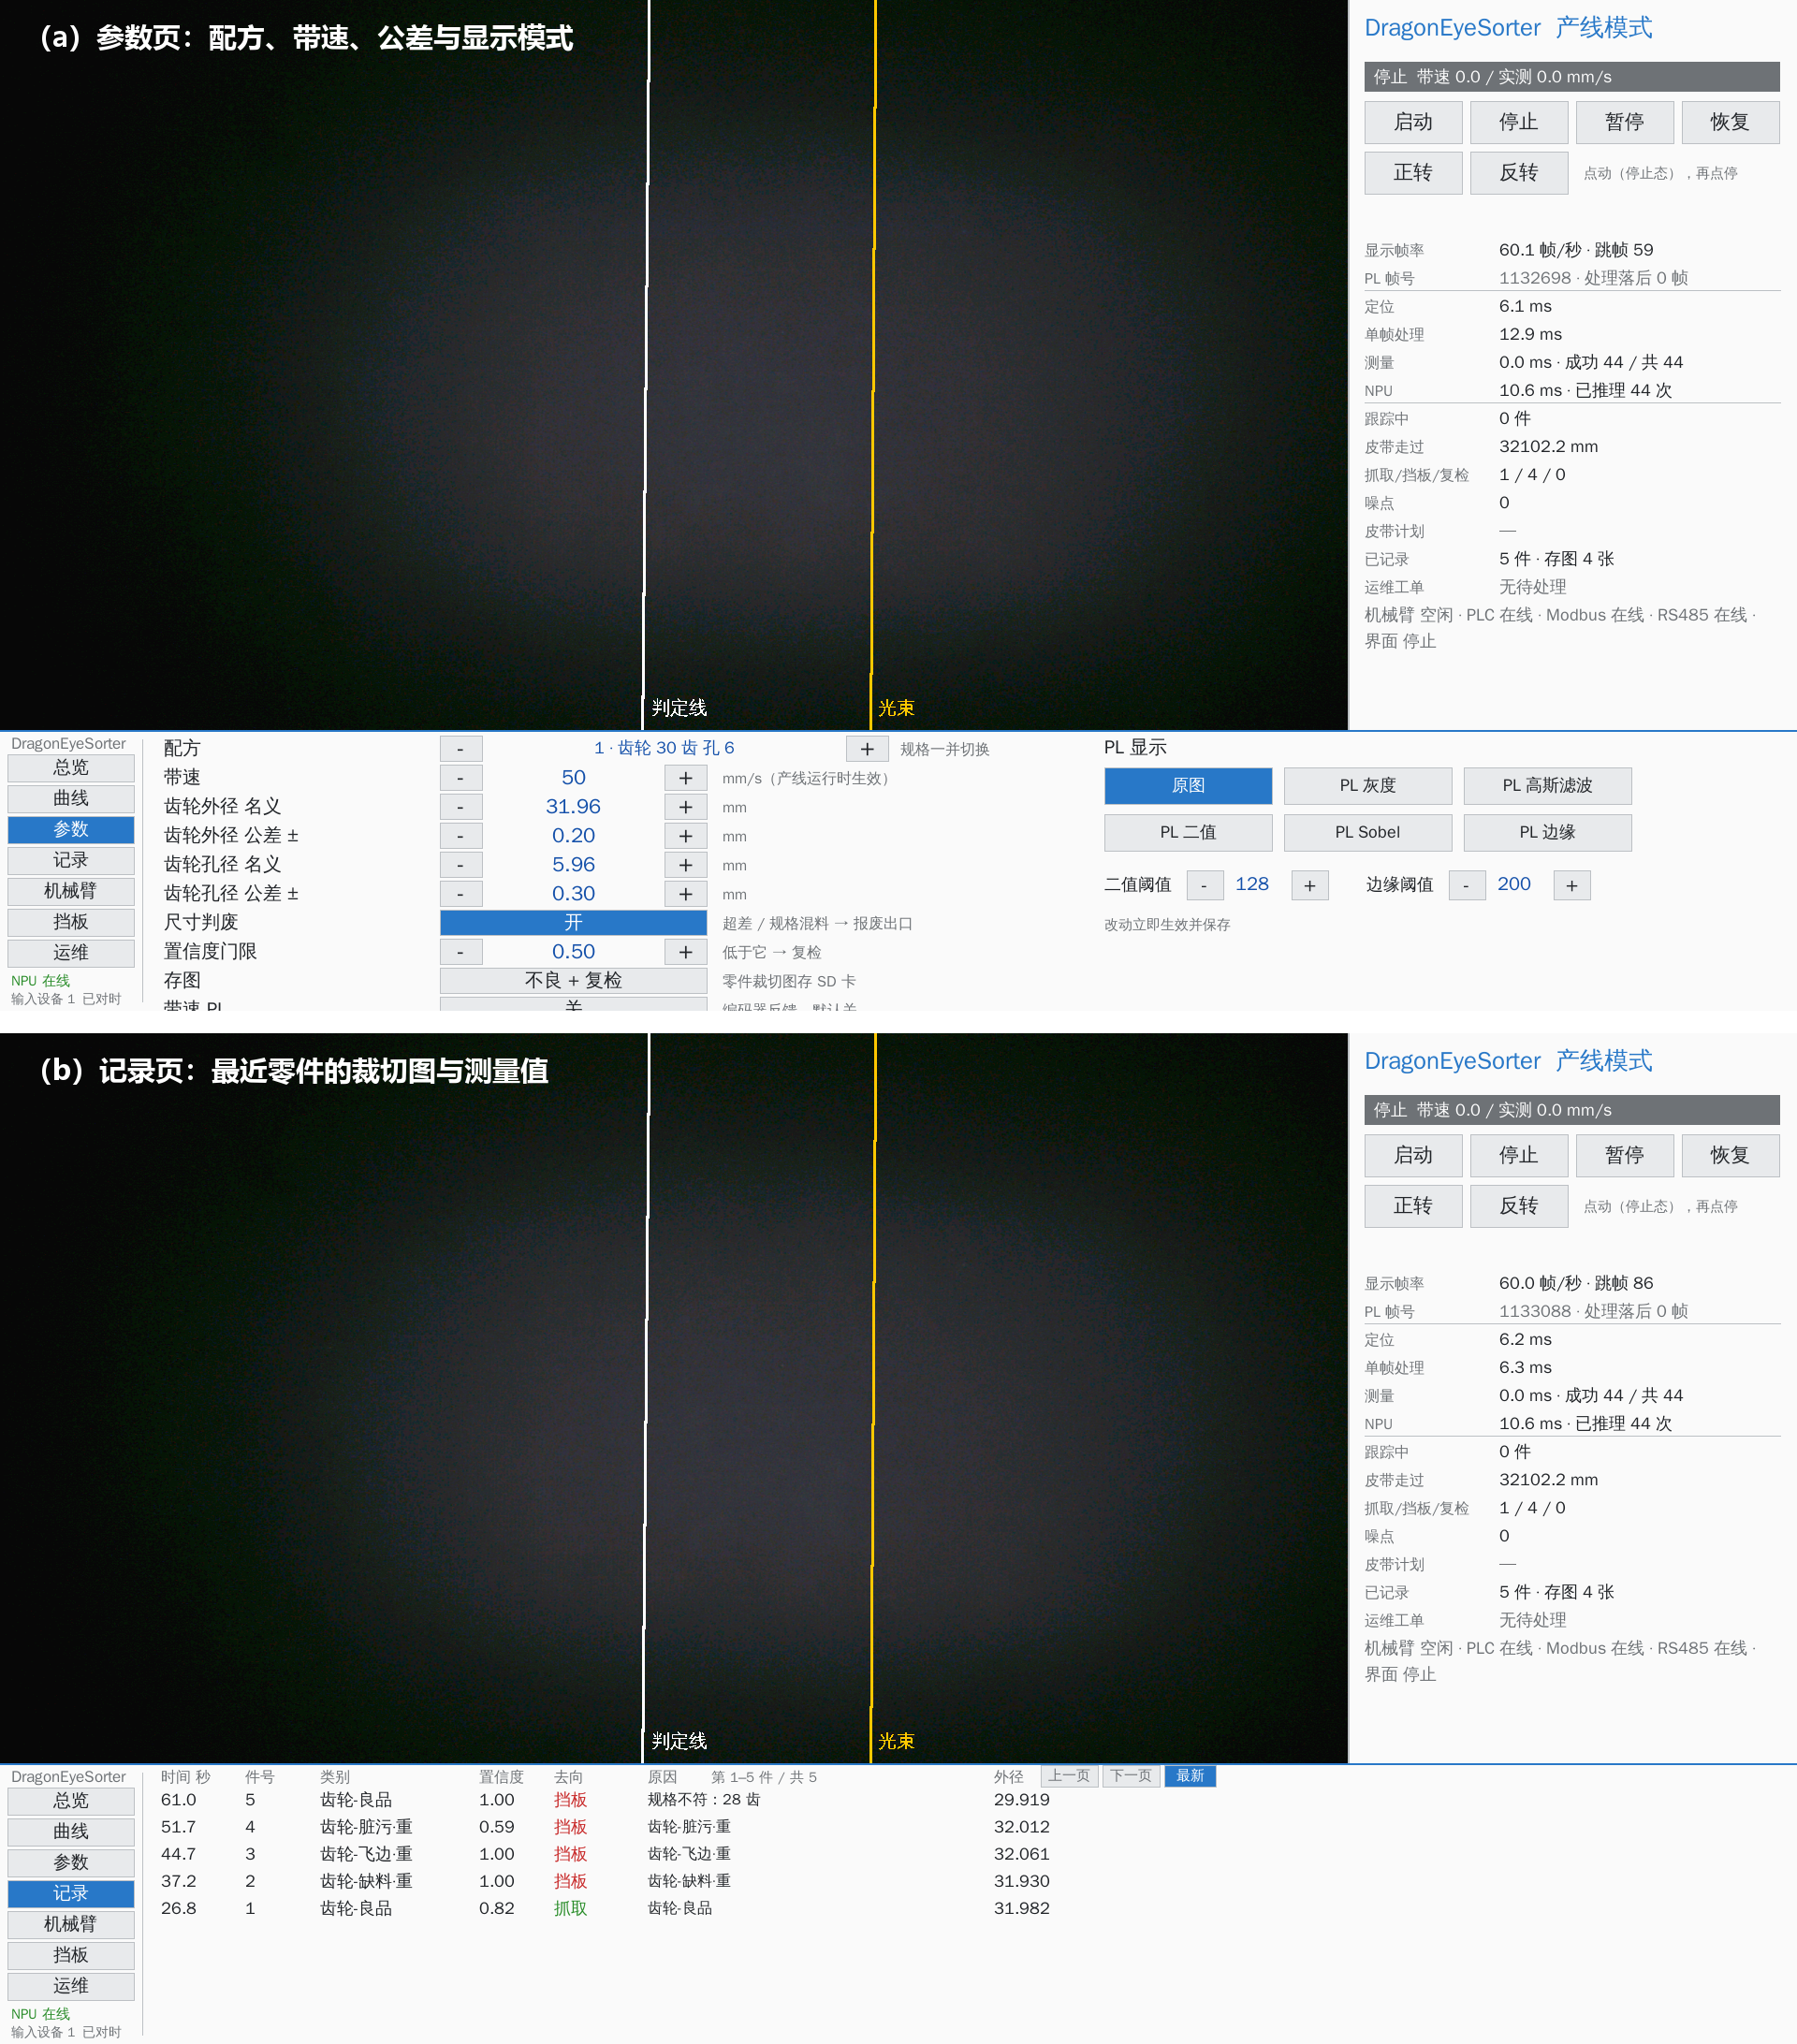 (a) 参数页：配方、带速、公差与显示模式
判定线
光束
DragonEyeSorter 产线模式
停止 带速 0.0 / 实测 0.0 mm/s
启动 停止 暂停 恢复
正转 反转 点动（停止态），再点停
显示帧率 60.1 帧/秒 · 跳帧 59
PL 帧号 1132698 · 处理落后 0 帧
定位 6.1 ms
单帧处理 12.9 ms
测量 0.0 ms · 成功 44 / 共 44
NPU 10.6 ms · 已推理 44 次
跟踪中 0 件
皮带走过 32102.2 mm
抓取/挡板/复检 1 / 4 / 0
噪点 0
皮带计划 —
已记录 5 件 · 存图 4 张
运维工单 无待处理
机械臂 空闲 · PLC 在线 · Modbus 在线 · RS485 在线 ·
界面 停止
DragonEyeSorter
总览
曲线
参数
记录
机械臂
挡板
运维
NPU 在线
输入设备 1 已对时
配方 - 1 · 齿轮 30 齿 孔 6 + 规格一并切换
带速 - 50 + mm/s（产线运行时生效）
齿轮外径 名义 - 31.96 + mm
齿轮外径 公差 ± - 0.20 + mm
齿轮孔径 名义 - 5.96 + mm
齿轮孔径 公差 ± - 0.30 + mm
尺寸判废 开 超差 / 规格混料 → 报废出口
置信度门限 - 0.50 + 低于它 → 复检
存图 不良 + 复检 零件裁切图存 SD 卡
带速 PI 关 编码器反馈，默认关
PL 显示
原图 PL 灰度 PL 高斯滤波
PL 二值 PL Sobel PL 边缘
二值阈值 - 128 + 边缘阈值 - 200 +
改动立即生效并保存
(b) 记录页：最近零件的裁切图与测量值
判定线
光束
DragonEyeSorter 产线模式
停止 带速 0.0 / 实测 0.0 mm/s
启动 停止 暂停 恢复
正转 反转 点动（停止态），再点停
显示帧率 60.0 帧/秒 · 跳帧 86
PL 帧号 1133088 · 处理落后 0 帧
定位 6.2 ms
单帧处理 6.3 ms
测量 0.0 ms · 成功 44 / 共 44
NPU 10.6 ms · 已推理 44 次
跟踪中 0 件
皮带走过 32102.2 mm
抓取/挡板/复检 1 / 4 / 0
噪点 0
皮带计划 —
已记录 5 件 · 存图 4 张
运维工单 无待处理
机械臂 空闲 · PLC 在线 · Modbus 在线 · RS485 在线 ·
界面 停止
DragonEyeSorter
总览
曲线
参数
记录
机械臂
挡板
运维
NPU 在线
输入设备 1 已对时
时间 秒 件号 类别 置信度 去向 原因 第 1–5 件 / 共 5 外径 上一页 下一页 最新
61.0 5 齿轮-良品 1.00 挡板 规格不符：28 齿 29.919
51.7 4 齿轮-脏污·重 0.59 挡板 齿轮-脏污·重 32.012
44.7 3 齿轮-飞边·重 1.00 挡板 齿轮-飞边·重 32.061
37.2 2 齿轮-缺料·重 1.00 挡板 齿轮-缺料·重 31.930
26.8 1 齿轮-良品 0.82 抓取 齿轮-良品 31.982